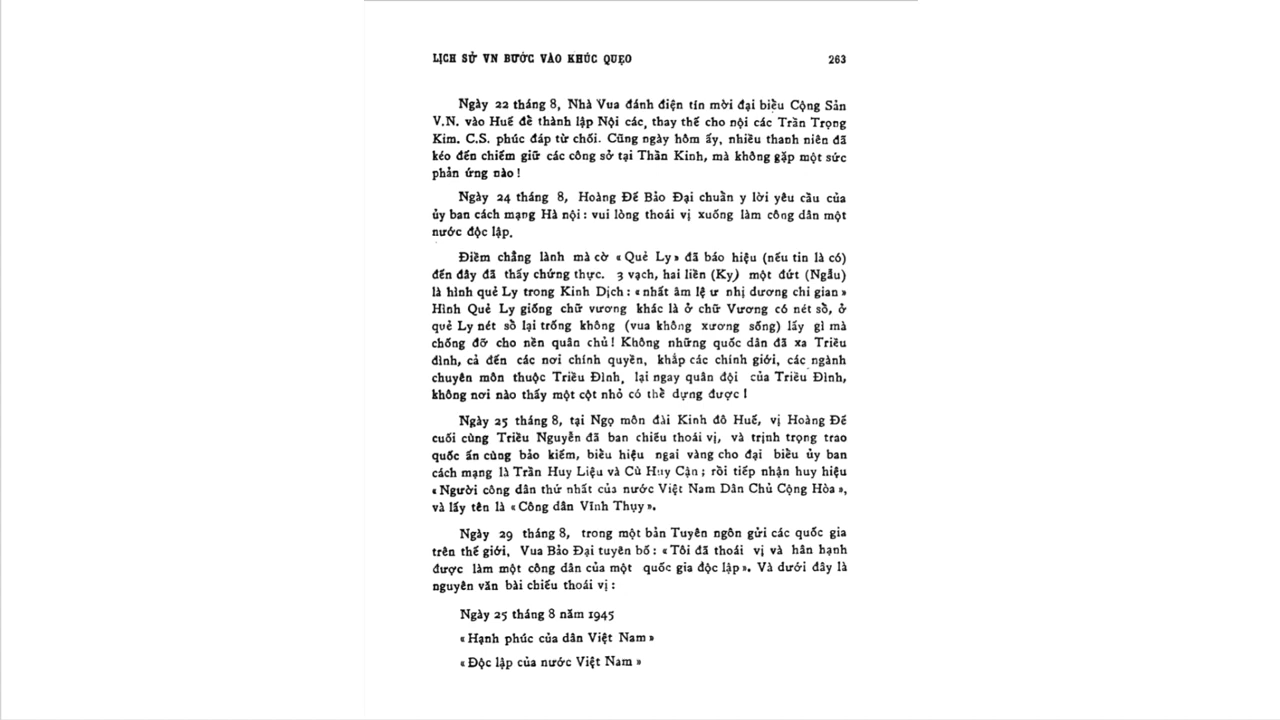 LỊCH SỬ VN BƯỚC VÀO KHÚC QUẸO
263
Ngày 22 tháng 8, Nhà Vua đánh điện tín mời đại biểu Cộng Sản
V.N. vào Huế để thành lập Nội các, thay thế cho nội các Trần Trọng
Kim. C.S. phúc đáp từ chối. Cũng ngày hôm ấy, nhiều thanh niên đã
kéo đến chiếm giữ các công sở tại Thần Kinh, mà không gặp một sức
phản ứng nào !
Ngày 24 tháng 8, Hoàng Đế Bảo Đại chuẩn y lời yêu cầu của
ủy ban cách mạng Hà nội : vui lòng thoái vị xuống làm công dân một
nước độc lập.
Điềm chẳng lành mà cờ « Quẻ Ly » đã báo hiệu (nếu tin là có)
đến đây đã thấy chứng thực. 3 vạch, hai liền (Kỵ) một đứt (Ngẫu)
là hình quẻ Ly trong Kinh Dịch : « nhất âm lệ ư nhị dương chi gian »
Hình Quẻ Ly giống chữ vương khác là ở chữ Vương có nét sổ, ở
quẻ Ly nét sổ lại trống không (vua không xương sống) lấy gì mà
chống đỡ cho nền quân chủ ! Không những quốc dân đã xa Triều
đình, cả đến các nơi chính quyền, khắp các chính giới, các ngành
chuyên môn thuộc Triều Đình, lại ngay quân đội của Triều Đình,
không nơi nào thấy một cột nhỏ có thể dựng được !
Ngày 25 tháng 8, tại Ngọ môn đài Kinh đô Huế, vị Hoàng Đế
cuối cùng Triều Nguyễn đã ban chiếu thoái vị, và trịnh trọng trao
quốc ấn cùng bảo kiếm, biểu hiệu ngai vàng cho đại biểu ủy ban
cách mạng là Trần Huy Liệu và Cù Huy Cận ; rồi tiếp nhận huy hiệu
« Người công dân thứ nhất của nước Việt Nam Dân Chủ Cộng Hòa »,
và lấy tên là « Công dân Vĩnh Thụy ».
Ngày 29 tháng 8, trong một bản Tuyên ngôn gửi các quốc gia
trên thế giới, Vua Bảo Đại tuyên bố : « Tôi đã thoái vị và hân hạnh
được làm một công dân của một quốc gia độc lập ». Và dưới đây là
nguyên văn bài chiếu thoái vị :
Ngày 25 tháng 8 năm 1945
« Hạnh phúc của dân Việt Nam »
« Độc lập của nước Việt Nam »